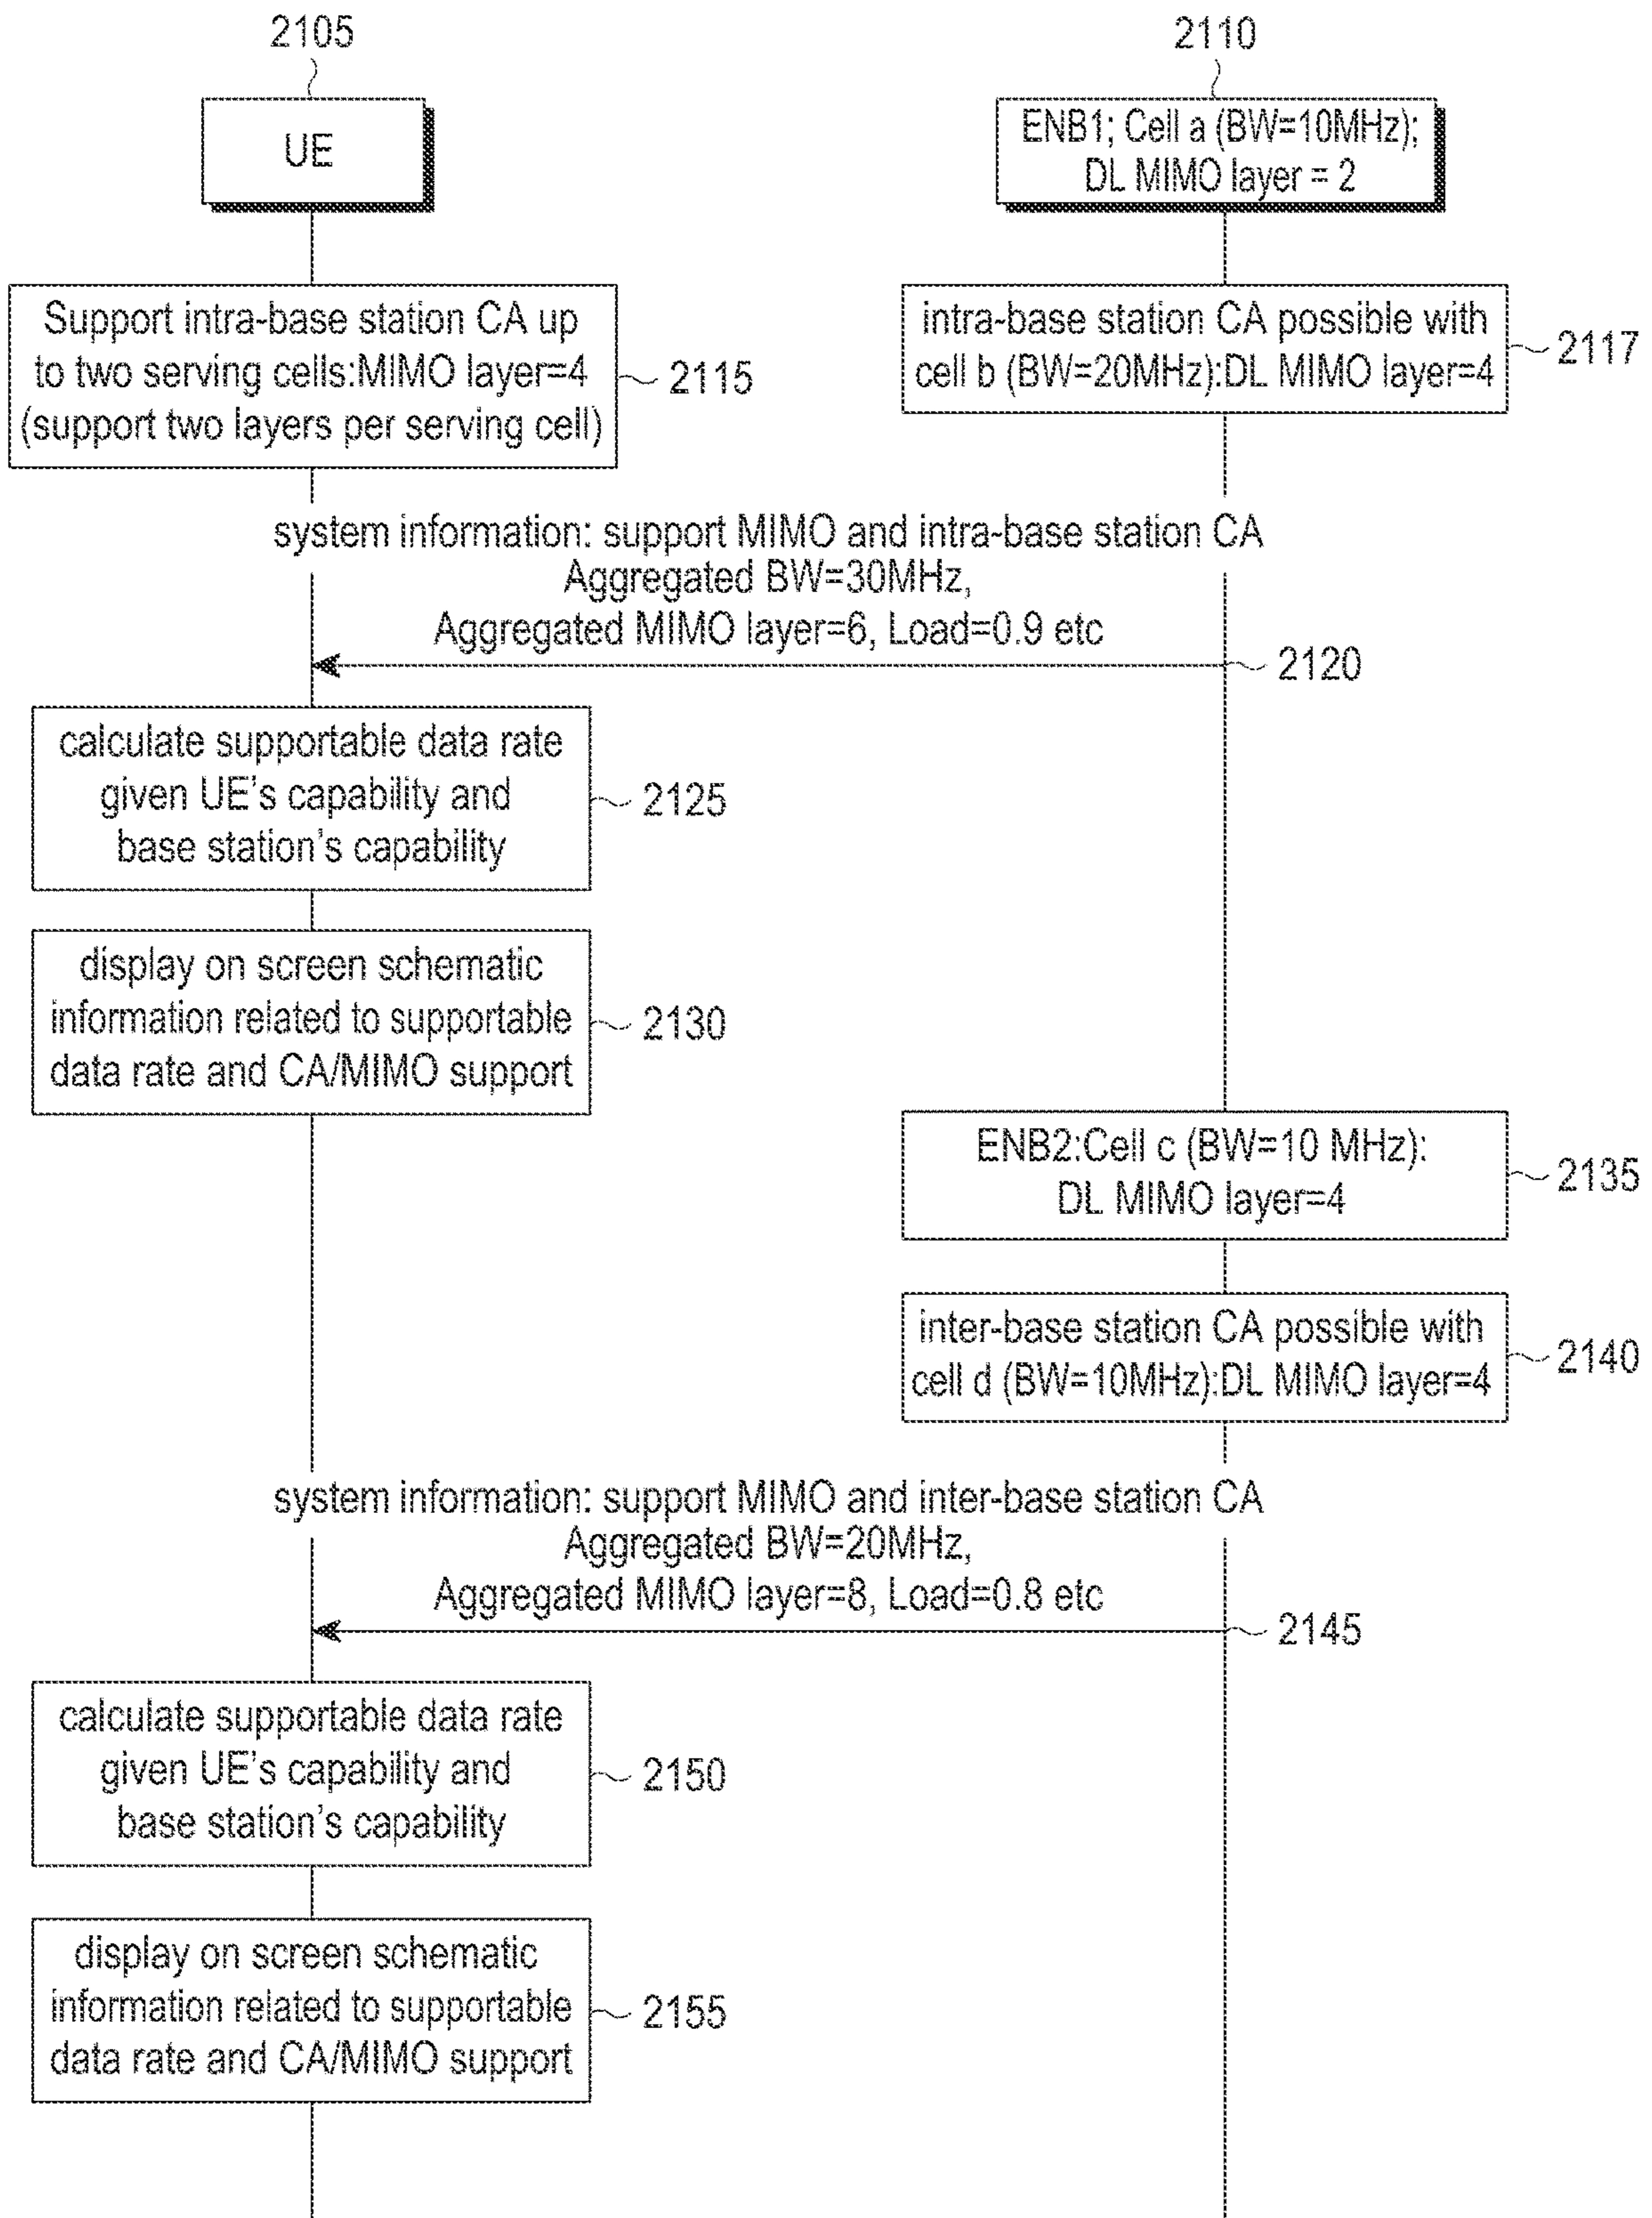 2105
2110
UE
ENB1; Cell a (BW=10MHz);
DL MIMO layer = 2
Support intra-base station CA up
to two serving cells:MIMO layer=4
(support two layers per serving cell)
2115
intra-base station CA possible with
cell b (BW=20MHz):DL MIMO layer=4
2117
system information: support MIMO and intra-base station CA
Aggregated BW=30MHz,
Aggregated MIMO layer=6, Load=0.9 etc
2120
calculate supportable data rate
given UE's capability and
base station's capability
2125
display on screen schematic
information related to supportable
data rate and CA/MIMO support
2130
ENB2:Cell c (BW=10 MHz):
DL MIMO layer=4
2135
inter-base station CA possible with
cell d (BW=10MHz):DL MIMO layer=4
2140
system information: support MIMO and inter-base station CA
Aggregated BW=20MHz,
Aggregated MIMO layer=8, Load=0.8 etc
2145
calculate supportable data rate
given UE's capability and
base station's capability
2150
display on screen schematic
information related to supportable
data rate and CA/MIMO support
2155